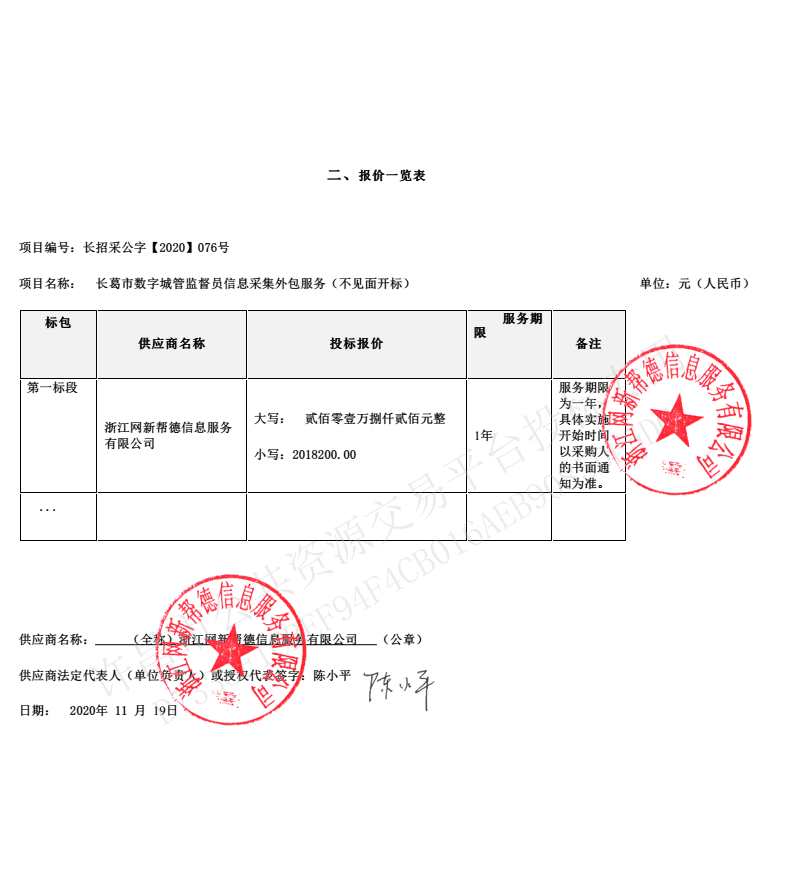 二、报价一览表
项目编号：长招采公字【2020】076号
项目名称： 长葛市数字城管监督员信息采集外包服务（不见面开标） 单位：元（人民币）
标包 供应商名称 投标报价 服务期限 备注
第一标段
浙江网新帮德信息服务
有限公司
大写： 贰佰零壹万捌仟贰佰元整
小写：2018200.00
1年
服务期限
为一年，
具体实施
开始时间
以采购人
的书面通
知为准。
...
浙江网新帮德信息服务有限公司
供应商名称： （全称）浙江网新帮德信息服务有限公司 （公章）
供应商法定代表人（单位负责人）或授权代表签字：陈小平 陈小平
日期： 2020年 11 月 19日
浙江网新帮德信息服务有限公司